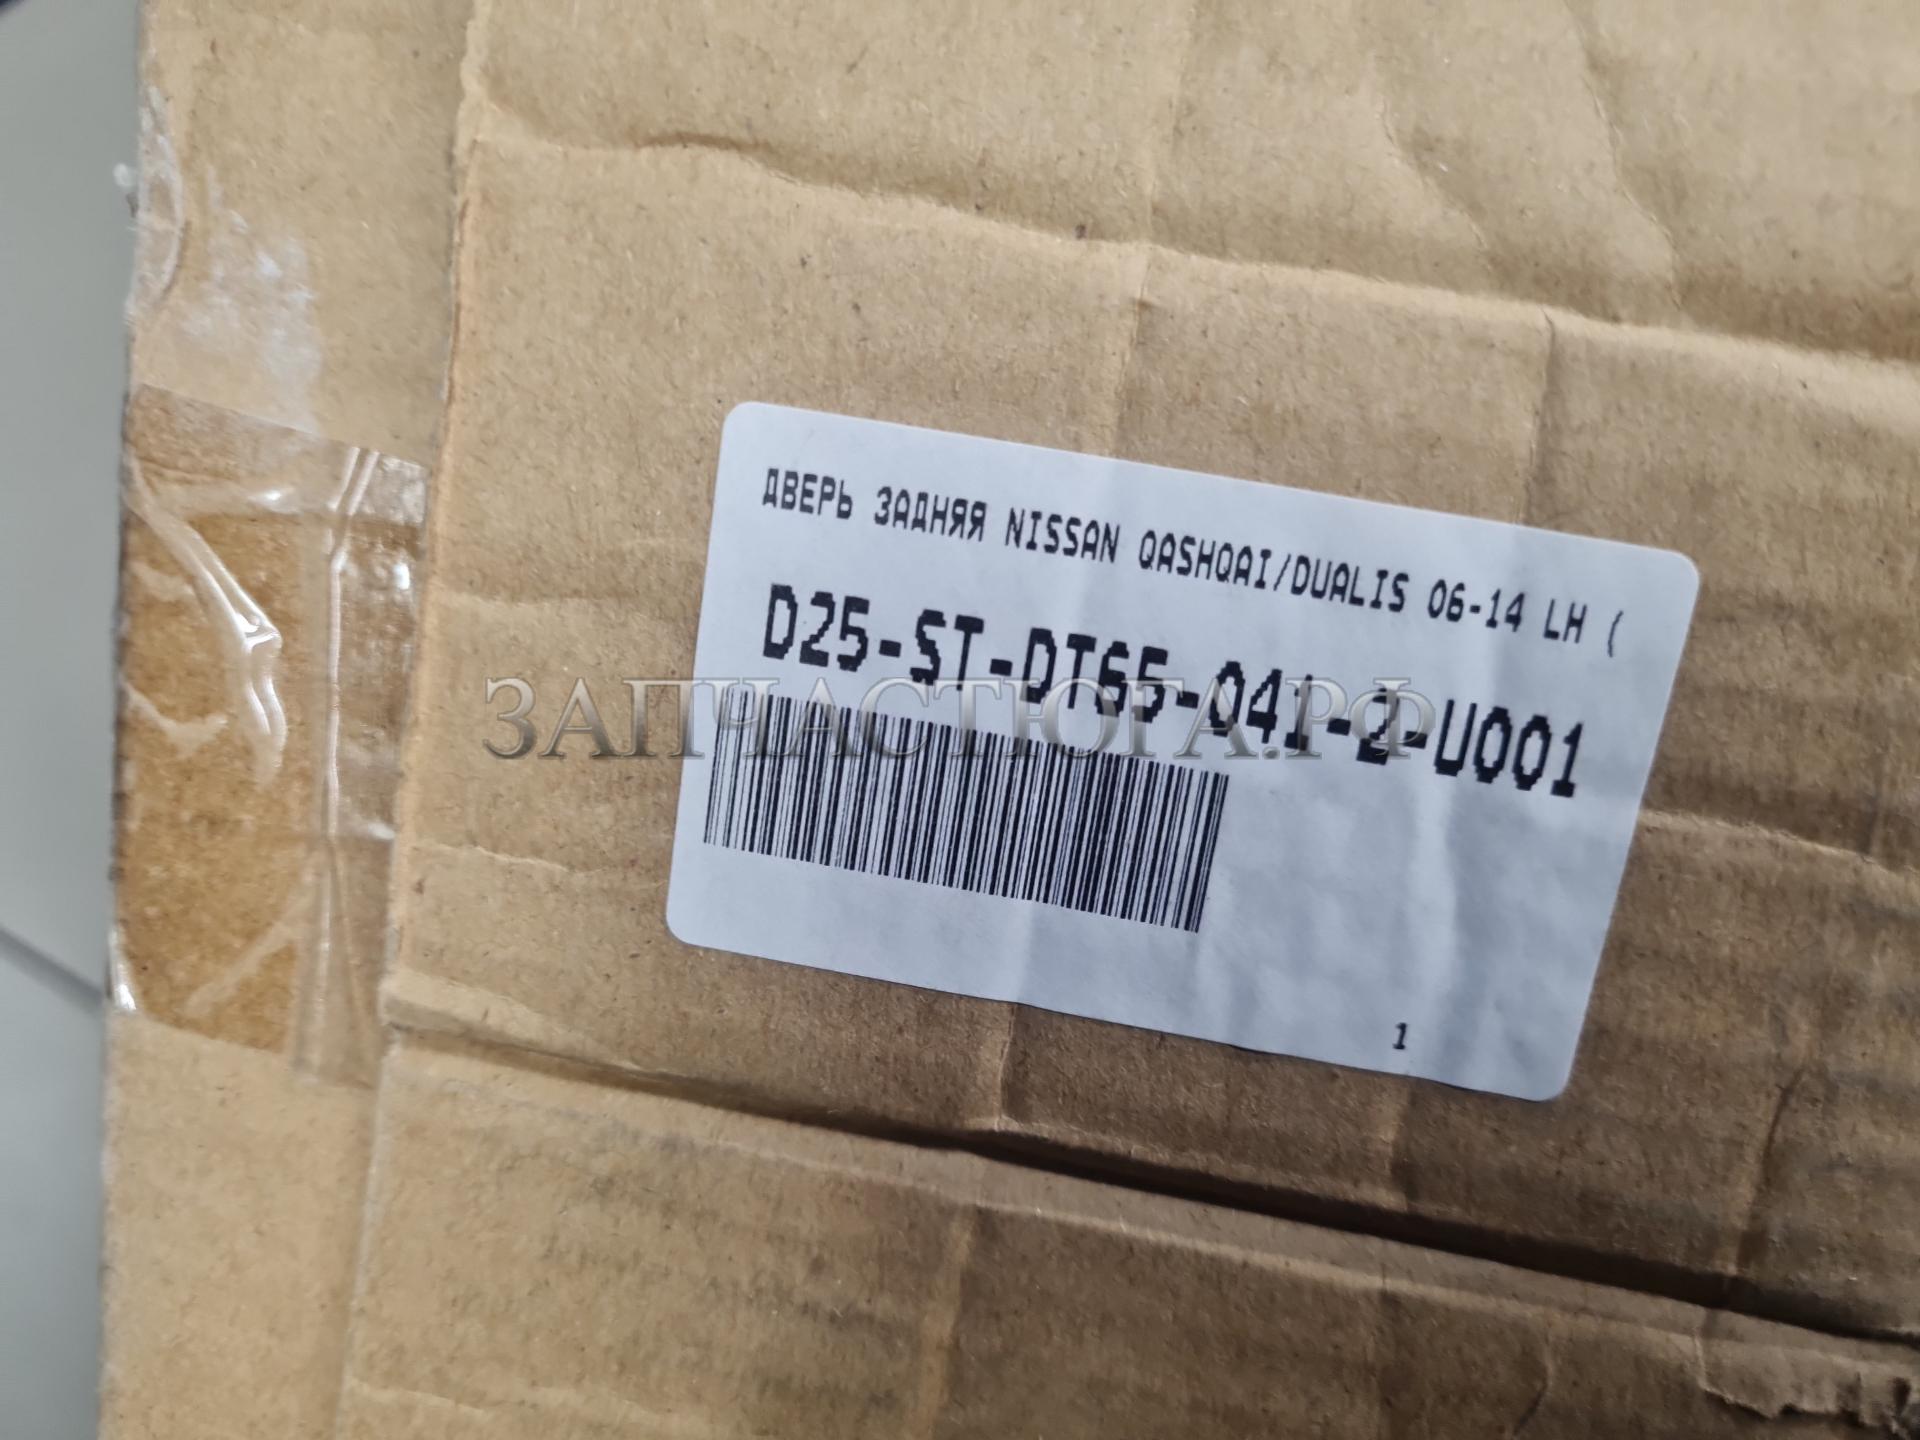 ДВЕРЬ ЗАДНЯЯ NISSAN QASHQAI/DUALIS 06-14 LH (
D25-ST-DT65-041-2-U001
ЗАПЧАСТЮГА.РФ
1